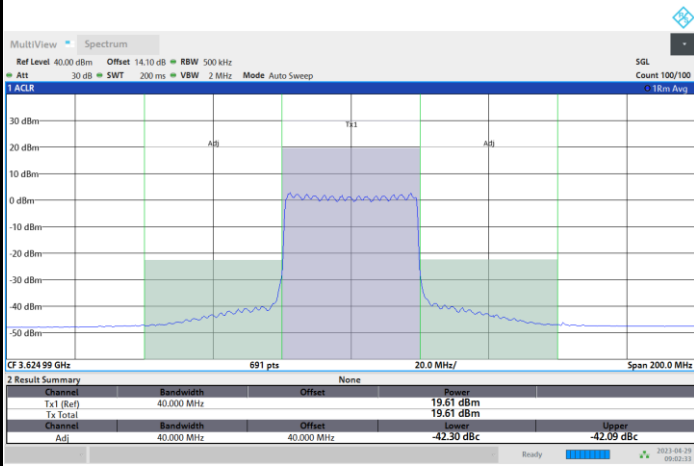 MultiView Spectrum
Ref Level 40.00 dBm Offset 14.10 dB RBW 500 kHz SGL
Att 30 dB SWT 200 ms VBW 2 MHz Mode Auto Sweep Count 100/100
1 ACLR 1Rm Avg
30 dBm
Tx1
20 dBm Adj Adj
10 dBm
0 dBm
-10 dBm
-20 dBm
-30 dBm
-40 dBm
-50 dBm
CF 3.624 99 GHz 691 pts 20.0 MHz/ Span 200.0 MHz
2 Result Summary None
Channel Bandwidth Offset Power
Tx1 (Ref) 40.000 MHz 19.61 dBm
Tx Total 19.61 dBm
Channel Bandwidth Offset Lower Upper
Adj 40.000 MHz 40.000 MHz -42.30 dBc -42.09 dBc
Ready 2023-04-29
09:02:33